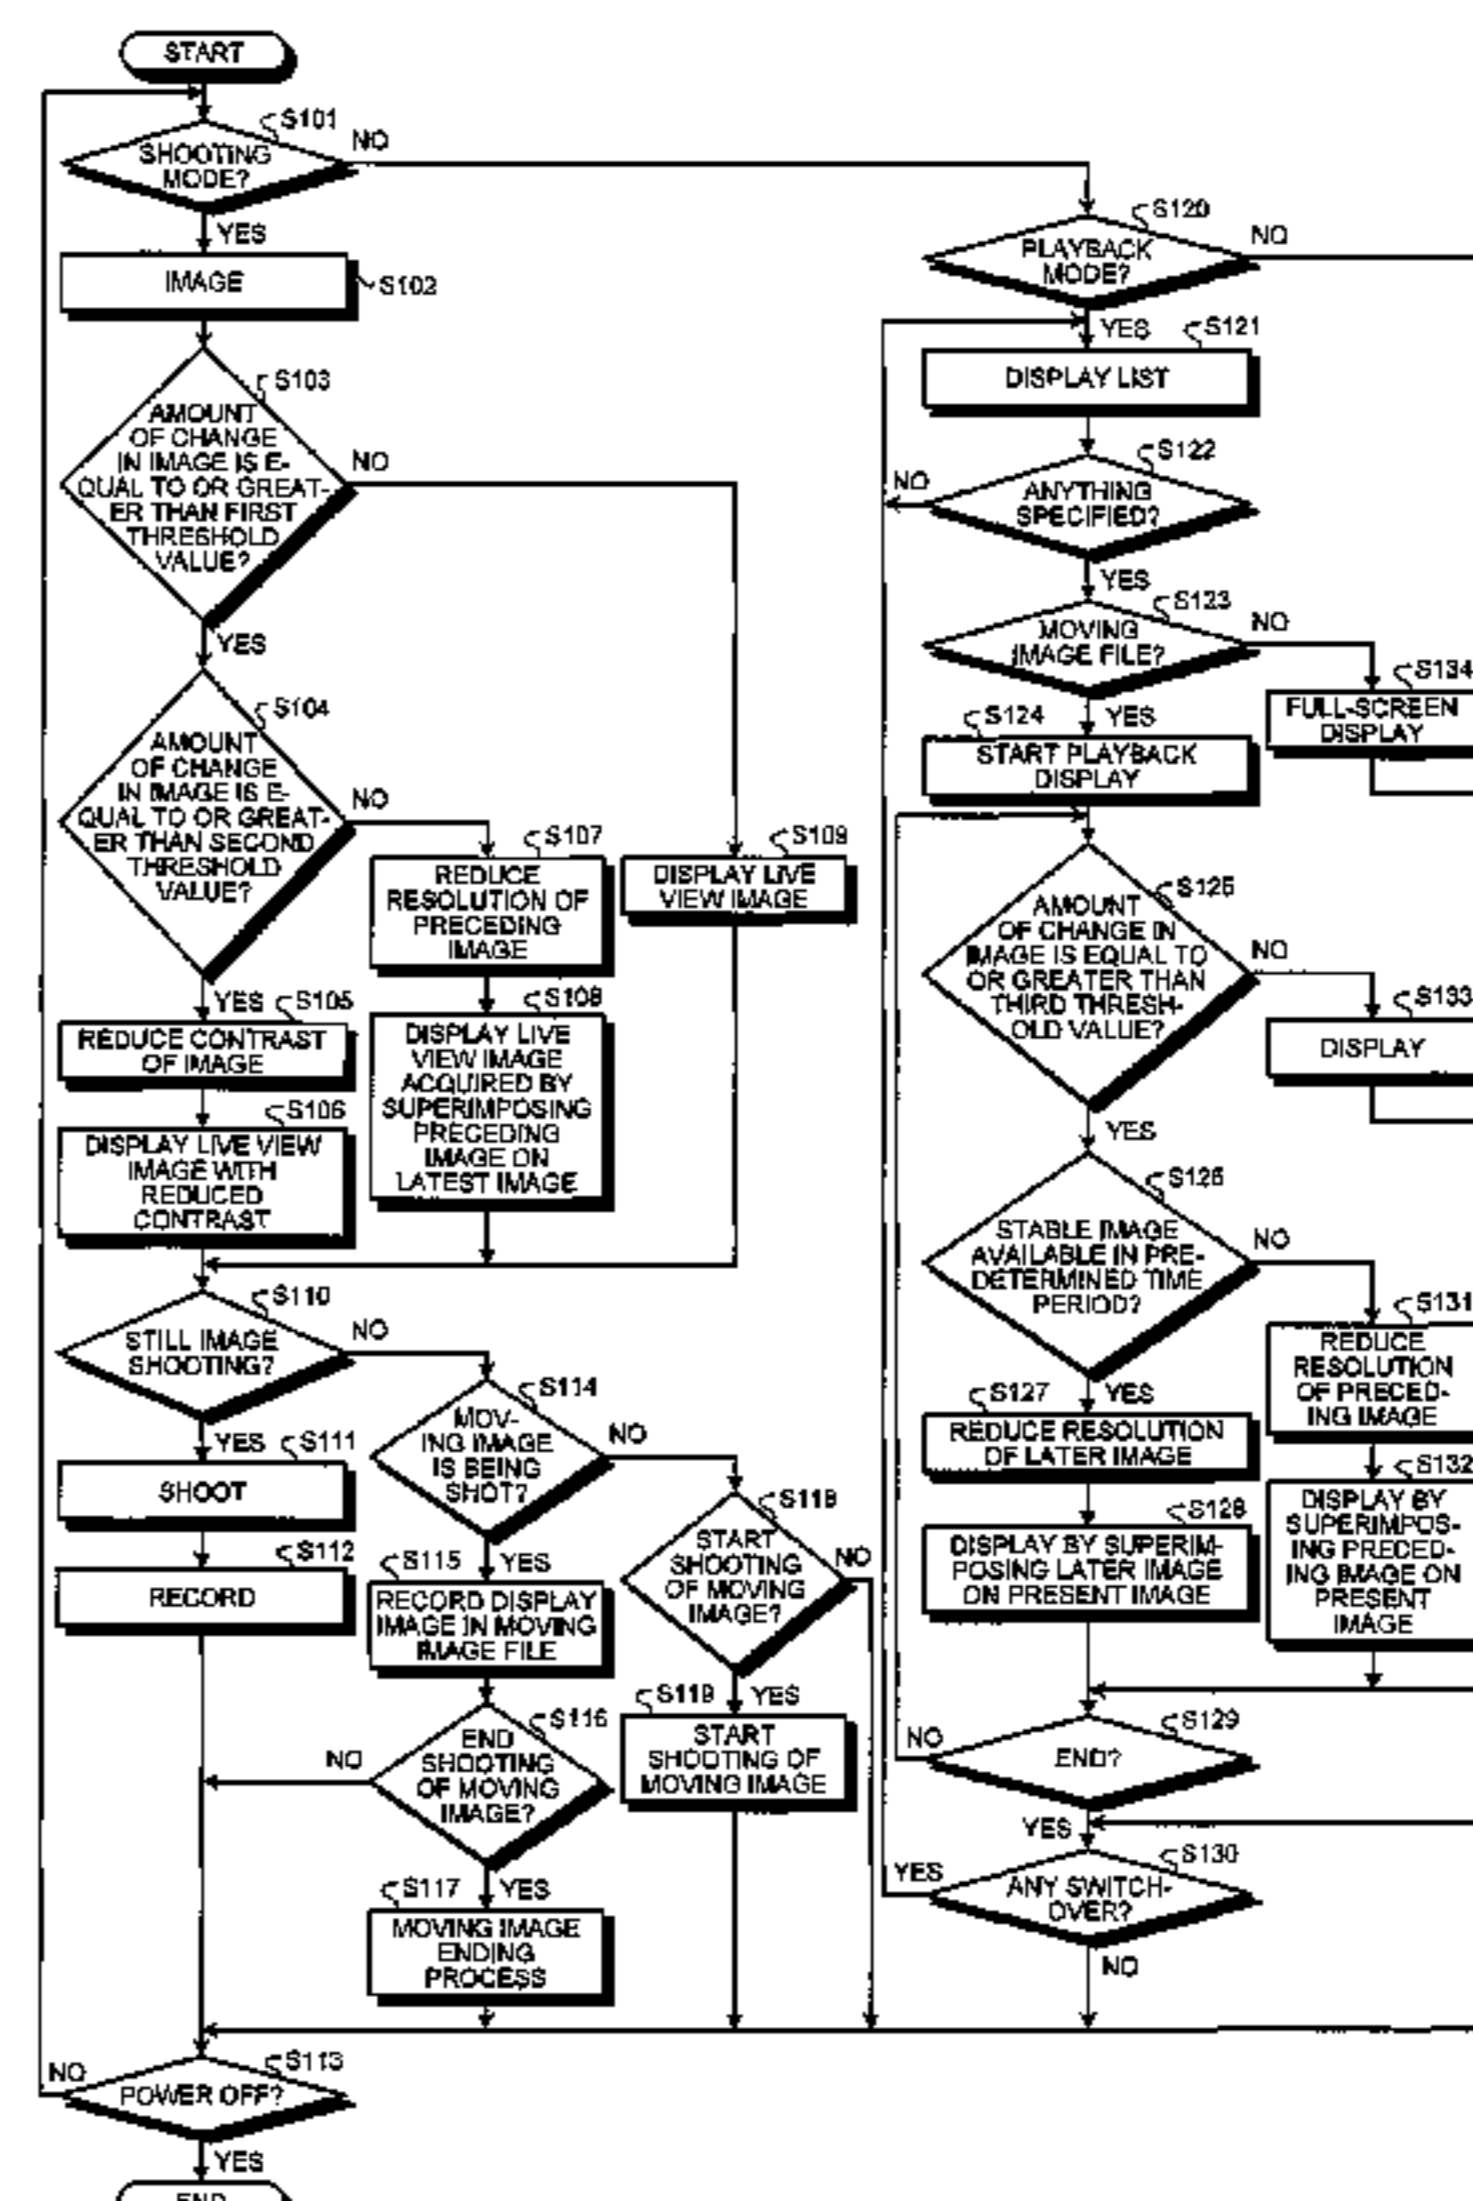 START
S101
SHOOTING
MODE?
NO
YES
IMAGE
S102
S103
AMOUNT
OF CHANGE
IN IMAGE IS E-
QUAL TO OR GREAT-
ER THAN FIRST
THRESHOLD
VALUE?
NO
YES
S104
AMOUNT
OF CHANGE
IN IMAGE IS E-
QUAL TO OR GREAT-
ER THAN SECOND
THRESHOLD
VALUE?
NO
YES
S105
REDUCE CONTRAST
OF IMAGE
S106
DISPLAY LIVE VIEW
IMAGE WITH
REDUCED
CONTRAST
S107
REDUCE
RESOLUTION OF
PRECEDING
IMAGE
S108
DISPLAY LIVE
VIEW IMAGE
ACQUIRED BY
SUPERIMPOSING
PRECEDING
IMAGE ON
LATEST IMAGE
S109
DISPLAY LIVE
VIEW IMAGE
S110
STILL IMAGE
SHOOTING?
NO
YES
S111
SHOOT
S112
RECORD
S114
MOV-
ING IMAGE
IS BEING
SHOT?
NO
YES
S115
RECORD DISPLAY
IMAGE IN MOVING
IMAGE FILE
S116
END
SHOOTING
OF MOVING
IMAGE?
NO
YES
S117
MOVING IMAGE
ENDING
PROCESS
S118
START
SHOOTING
OF MOVING
IMAGE?
NO
YES
S119
START
SHOOTING OF
MOVING IMAGE
S113
POWER OFF?
NO
YES
END
S120
PLAYBACK
MODE?
NO
YES
S121
DISPLAY LIST
S122
ANYTHING
SPECIFIED?
NO
YES
S123
MOVING
IMAGE FILE?
NO
YES
S134
FULL-SCREEN
DISPLAY
S124
START PLAYBACK
DISPLAY
S125
AMOUNT
OF CHANGE IN
IMAGE IS EQUAL TO
OR GREATER THAN
THIRD THRESH-
OLD VALUE?
NO
YES
S133
DISPLAY
S126
STABLE IMAGE
AVAILABLE IN PRE-
DETERMINED TIME
PERIOD?
NO
YES
S127
REDUCE RESOLUTION
OF LATER IMAGE
S128
DISPLAY BY SUPERIM-
POSING LATER IMAGE
ON PRESENT IMAGE
S131
REDUCE
RESOLUTION
OF PRECED-
ING IMAGE
S132
DISPLAY BY
SUPERIMPOS-
ING PRECED-
ING IMAGE ON
PRESENT
IMAGE
S129
END?
NO
YES
S130
ANY SWITCH-
OVER?
YES
NO